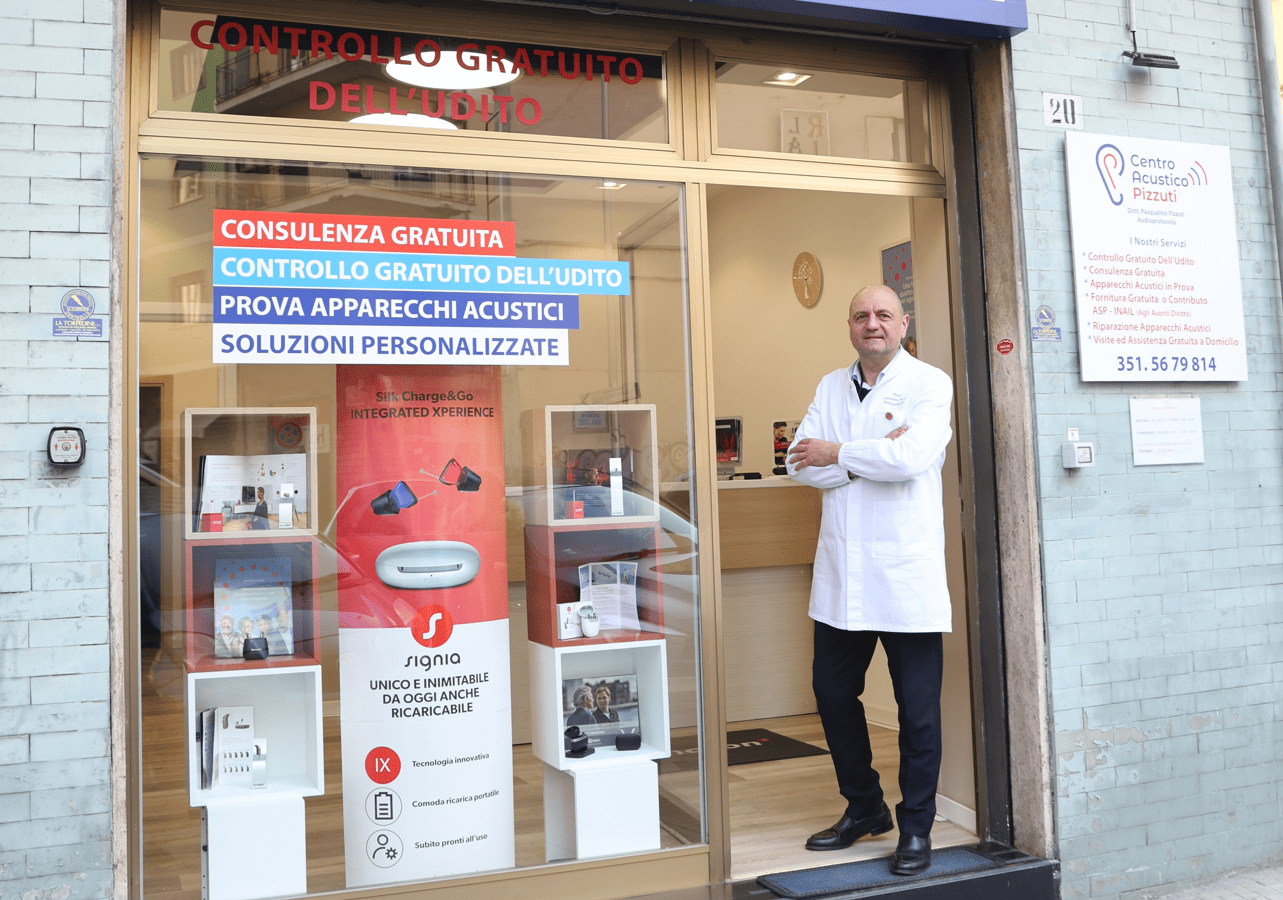 CONTROLLO GRATUITO
DELL'UDITO
CONSULENZA GRATUITA
CONTROLLO GRATUITO DELL'UDITO
PROVA APPARECCHI ACUSTICI
SOLUZIONI PERSONALIZZATE
Silk Charge&Go
INTEGRATED XPERIENCE
signia
UNICO E INIMITABILE
DA OGGI ANCHE
RICARICABILE
IX
Tecnologia innovativa
Comoda ricarica portatile
Subito pronti all'uso
LA TORPEDINE
20
Centro
Acustico
Pizzuti
Dott. Pasqualino Pizzuti
Audioprotesista
I Nostri Servizi
* Controllo Gratuito Dell'Udito
* Consulenza Gratuita
* Apparecchi Acustici in Prova
* Fornitura Gratuita o Contributo
ASP - INAIL (Agli Aventi Diritto)
* Riparazione Apparecchi Acustici
* Visite ed Assistenza Gratuita a Domicilio
351.56 79 814